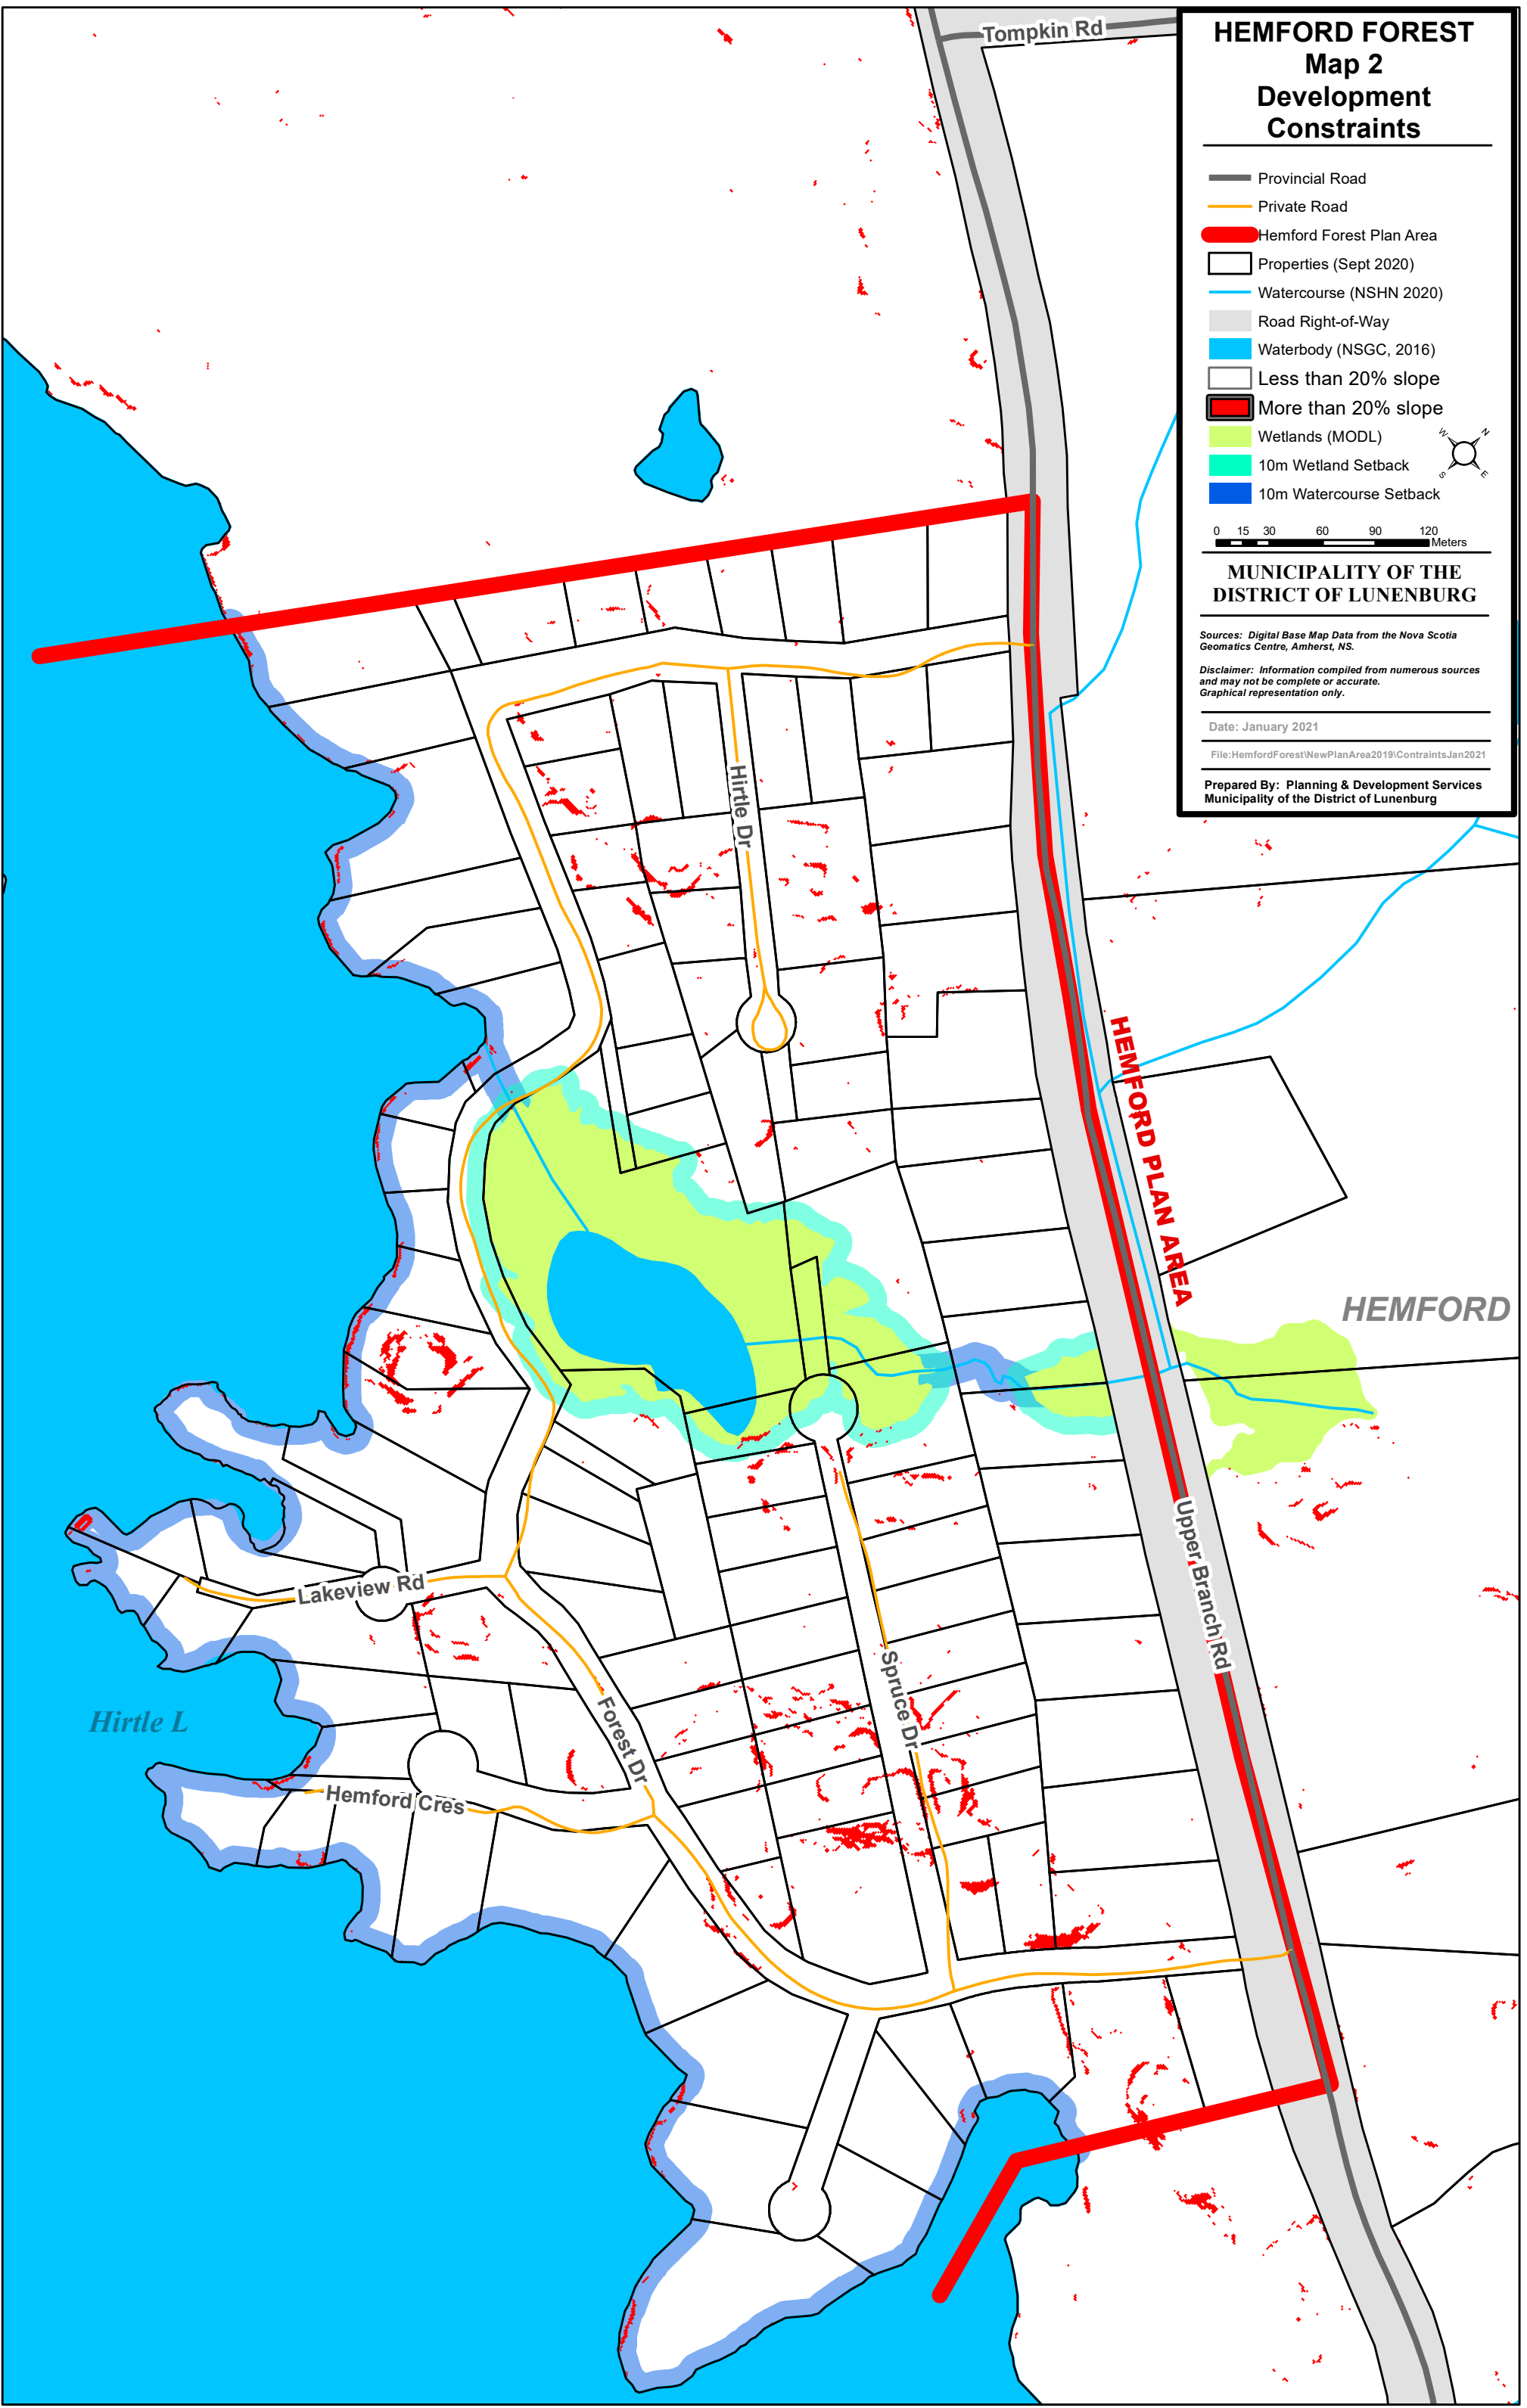 Tompkin Rd
HEMFORD FOREST
Map 2
Development
Constraints
Provincial Road
Private Road
Hemford Forest Plan Area
Properties (Sept 2020)
Watercourse (NSHN 2020)
Road Right-of-Way
Waterbody (NSGC, 2016)
Less than 20% slope
More than 20% slope
Wetlands (MODL)
10m Wetland Setback
10m Watercourse Setback
W N
S E
0 15 30 60 90 120
Meters
MUNICIPALITY OF THE
DISTRICT OF LUNENBURG
Sources: Digital Base Map Data from the Nova Scotia
Geomatics Centre, Amherst, NS.
Disclaimer: Information compiled from numerous sources
and may not be complete or accurate.
Graphical representation only.
Date: January 2021
File:HemfordForest\NewPlanArea2019\ContraintsJan2021
Prepared By: Planning & Development Services
Municipality of the District of Lunenburg
Hirtle Dr
HEMFORD PLAN AREA
HEMFORD
Upper Branch Rd
Lakeview Rd
Spruce Dr
Hirtle L
Forest Dr
Hemford Cres